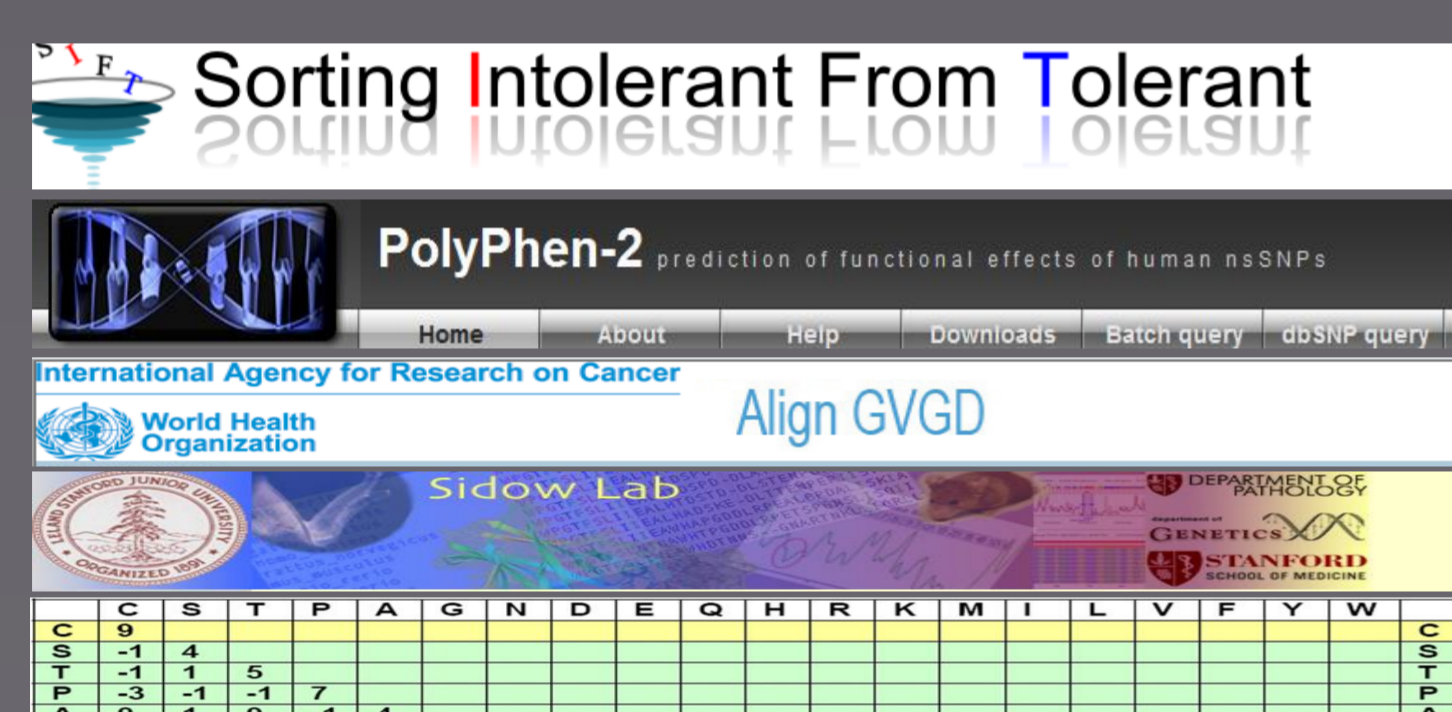 S I F T
Sorting Intolerant From Tolerant
PolyPhen-2 prediction of functional effects of human nsSNPs
Home About Help Downloads Batch query dbSNP query
International Agency for Research on Cancer
World Health
Organization
Align GVGD
LELAND STANFORD JUNIOR UNIVERSITY
ORGANIZED 1891
Sidow Lab
DEPARTMENT OF
PATHOLOGY
department of
GENETICS
STANFORD
SCHOOL OF MEDICINE
C S T P A G N D E Q H R K M I L V F Y W
C 9 C
S -1 4 S
T -1 1 5 T
P -3 -1 -1 7 P